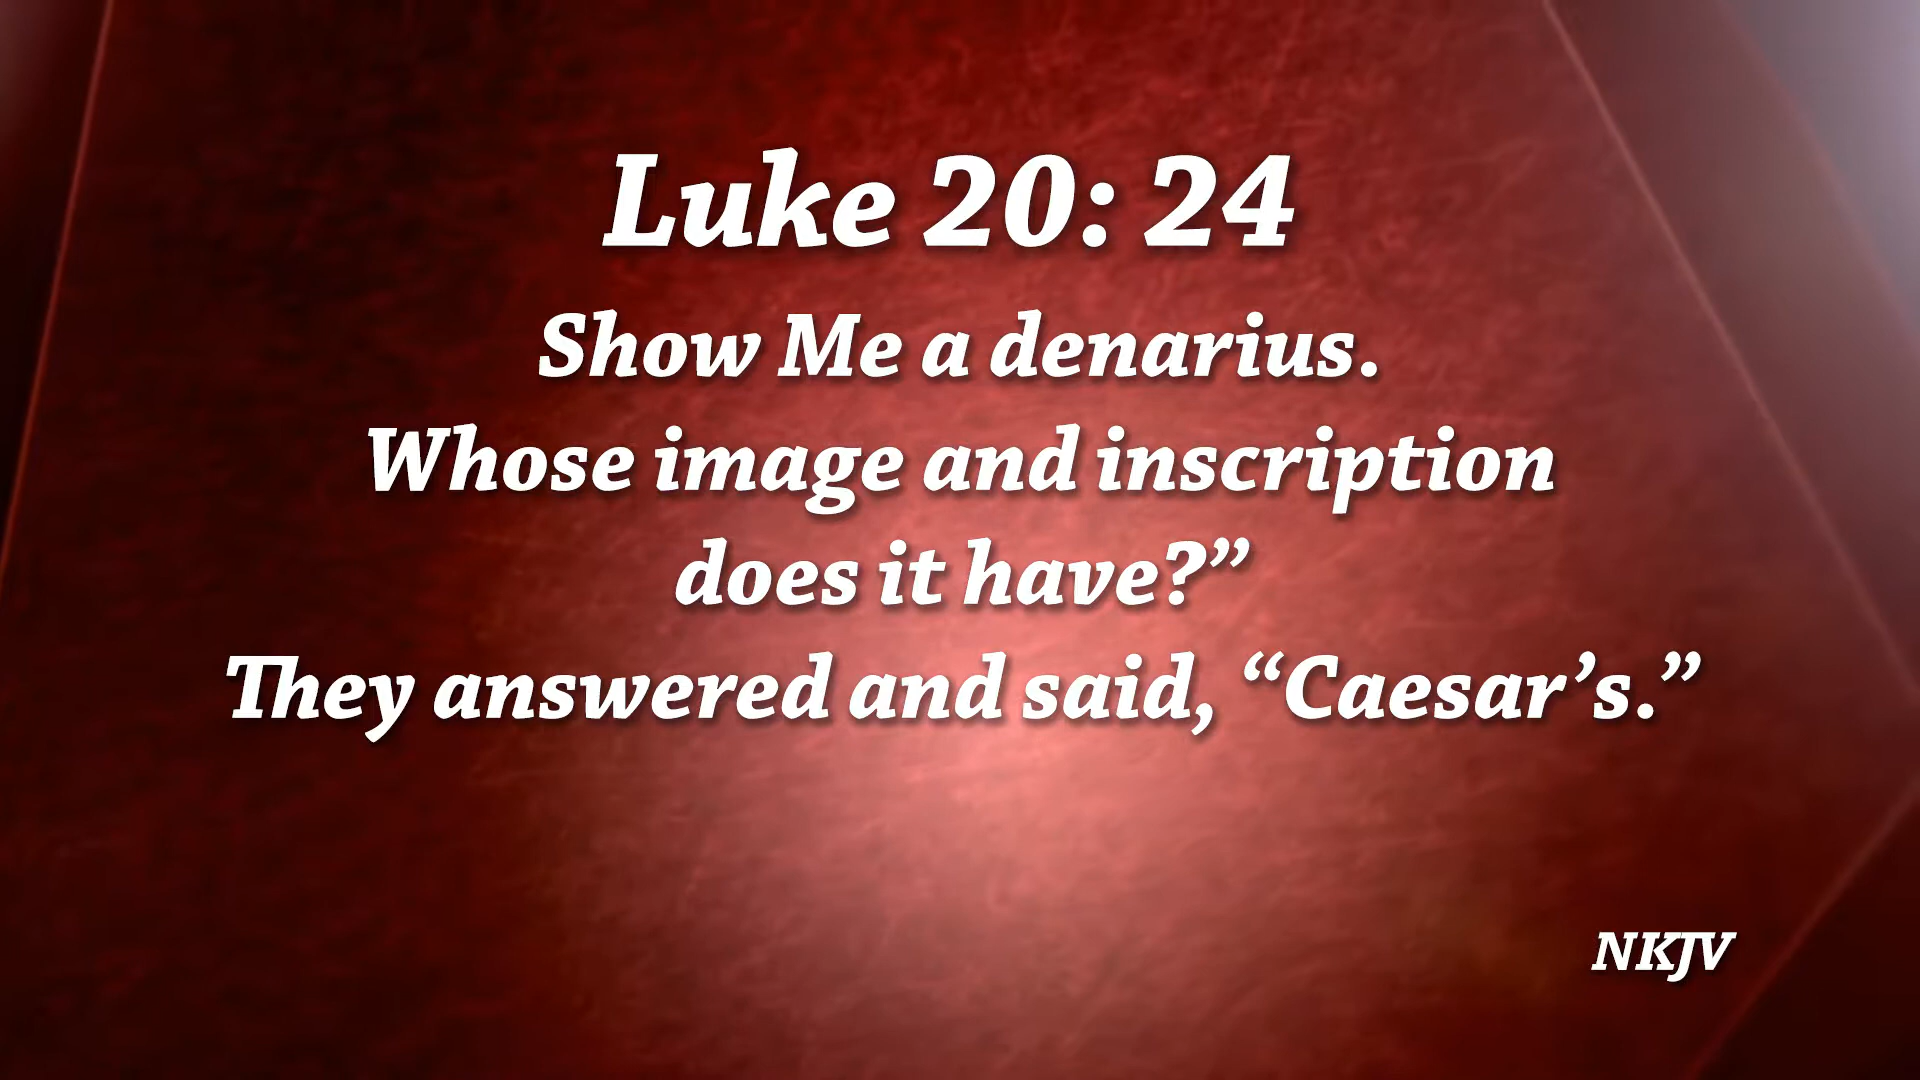 Luke 20: 24
Show Me a denarius.
Whose image and inscription
does it have?”
They answered and said, “Caesar’s.”
NKJV